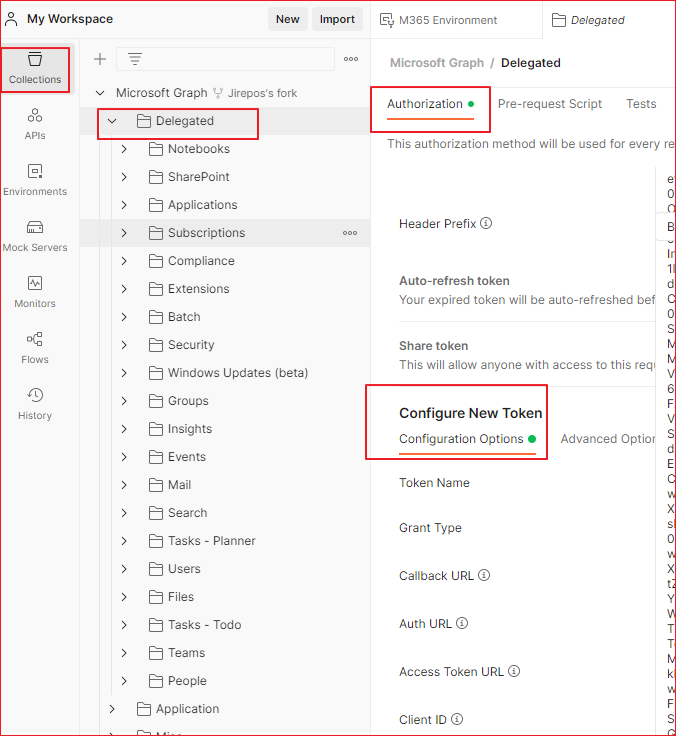 My Workspace
New
Import
Collections
APIs
Environments
Mock Servers
Monitors
Flows
History
Microsoft Graph Jirepos's fork
Delegated
Notebooks
SharePoint
Applications
Subscriptions
Compliance
Extensions
Batch
Security
Windows Updates (beta)
Groups
Insights
Events
Mail
Search
Tasks - Planner
Users
Files
Tasks - Todo
Teams
People
Application
M365 Environment
Delegated
Microsoft Graph / Delegated
Authorization
Pre-request Script
Tests
This authorization method will be used for every re
Header Prefix
Auto-refresh token
Your expired token will be auto-refreshed bef
Share token
This will allow anyone with access to this requ
Configure New Token
Configuration Options
Advanced Option
Token Name
Grant Type
Callback URL
Auth URL
Access Token URL
Client ID